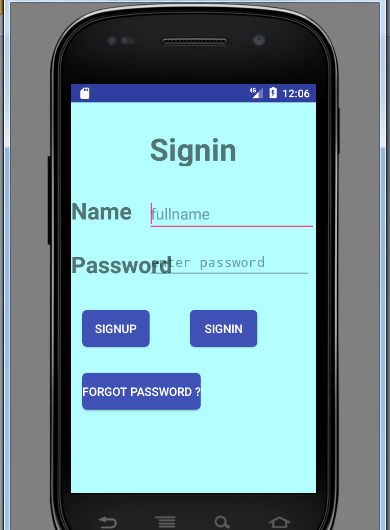 12:06
Signin
Name fullname
Password enter password
SIGNUP SIGNIN
FORGOT PASSWORD ?